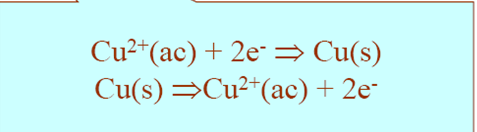 Cu²⁺(ac) + 2e⁻ ⇒ Cu(s)
Cu(s) ⇒Cu²⁺(ac) + 2e⁻